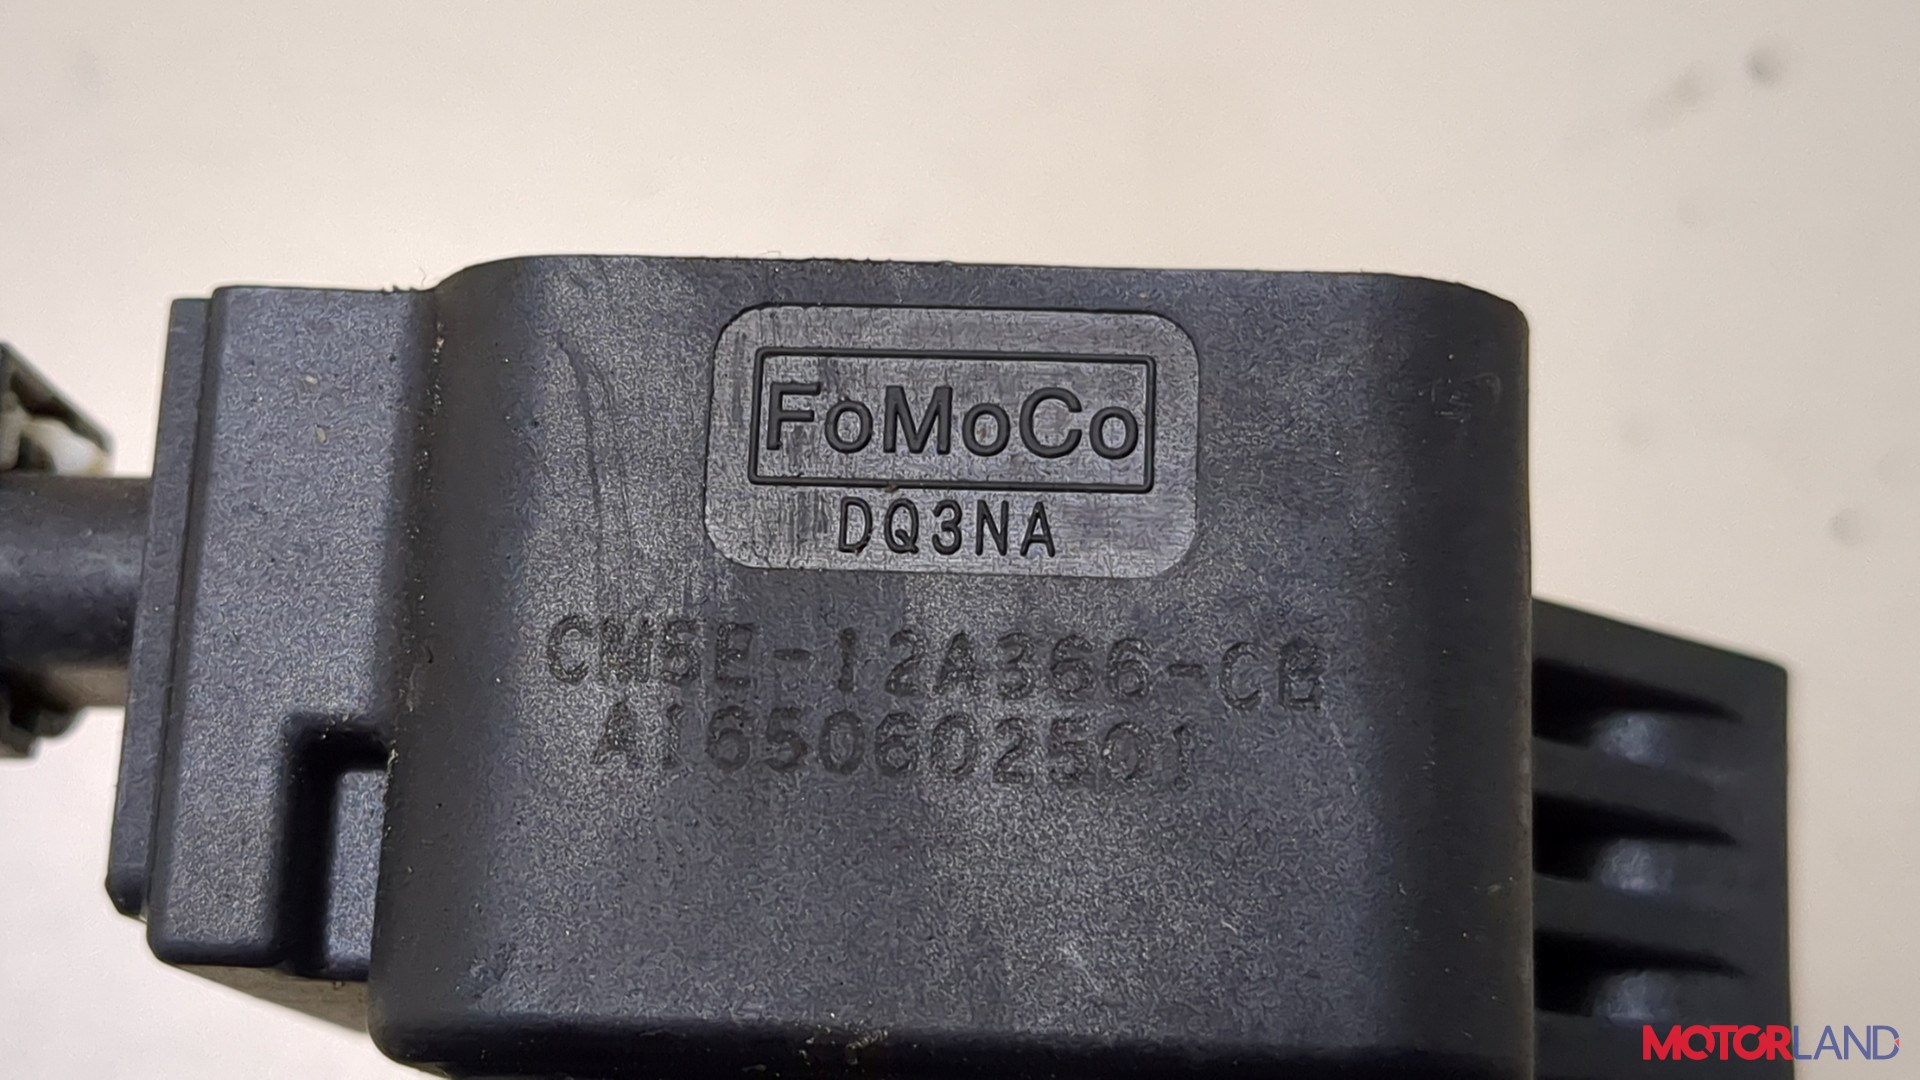 FoMoCo
DQ3NA
CM5E-12A366-CB
A1650602501
MOTORLAND